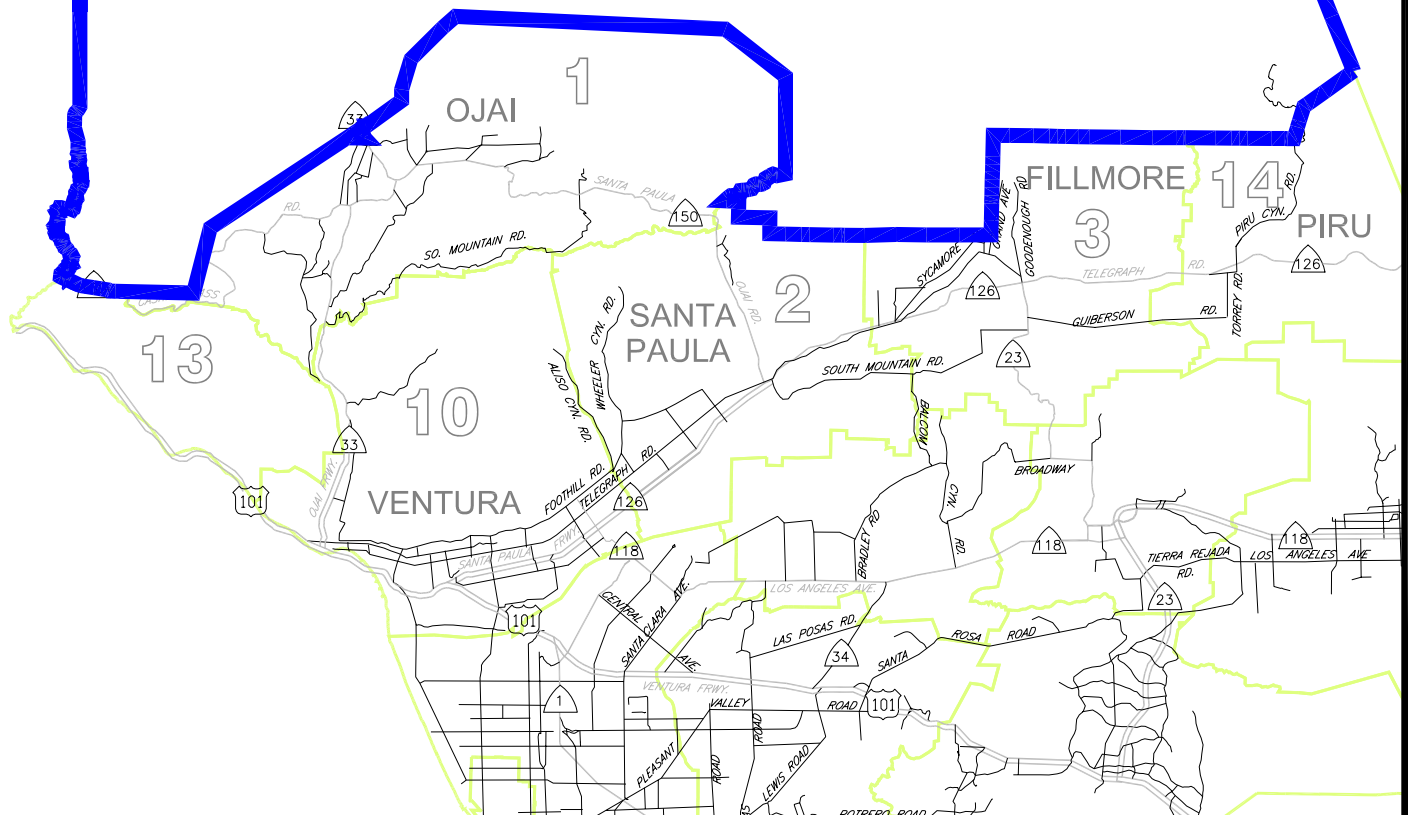 1
33
OJAI
FILLMORE
14
SANTA PAULA
150
RD.
SO. MOUNTAIN RD.
GRAND AVE
GOODENOUGH RD
3
PIRU CYN. RD.
PIRU
SYCAMORE
126
TELEGRAPH RD.
126
TORREY RD.
GUIBERSON RD.
OJAI RD.
2
SANTA
PAULA
WHEELER CYN. RD.
13
10
ALISO CYN. RD.
SOUTH MOUNTAIN RD.
23
BALCOM
CYN.
RD.
BROADWAY
33
OJAI FRWY.
101
VENTURA
FOOTHILL RD.
TELEGRAPH RD.
126
SANTA PAULA FRWY.
118
BRADLEY RD
118
TIERRA REJADA
RD.
118
LOS ANGELES AVE
LOS ANGELES AVE.
23
CENTRAL
AVE.
SANTA CLARA AVE.
101
LAS POSAS RD.
34
SANTA ROSA ROAD
VENTURA FRWY.
1
VALLEY ROAD
101
PLEASANT
ROAD
ROAD
LEWIS ROAD
POTRERO ROAD